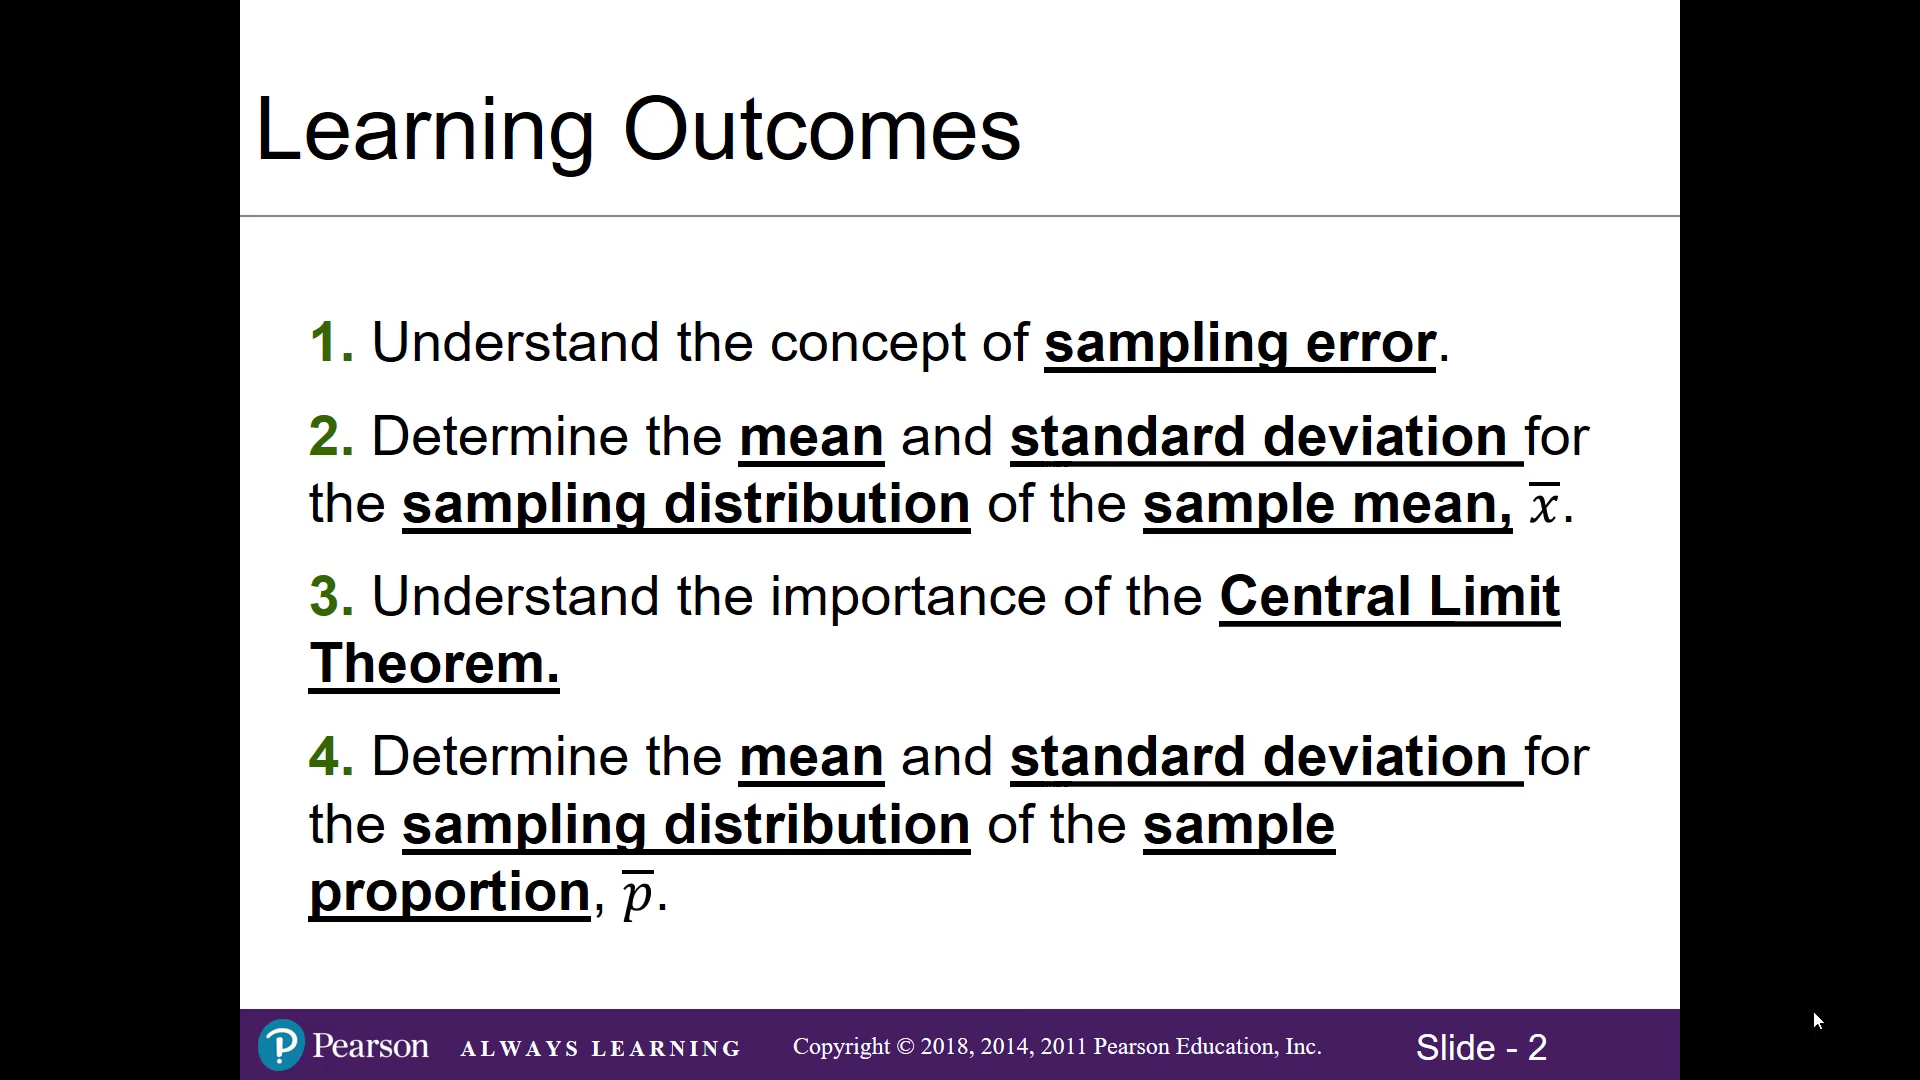 Learning Outcomes
1. Understand the concept of sampling error.
2. Determine the mean and standard deviation for
the sampling distribution of the sample mean, x̅.
3. Understand the importance of the Central Limit
Theorem.
4. Determine the mean and standard deviation for
the sampling distribution of the sample
proportion, p̅.
Pearson ALWAYS LEARNING Copyright © 2018, 2014, 2011 Pearson Education, Inc. Slide - 2